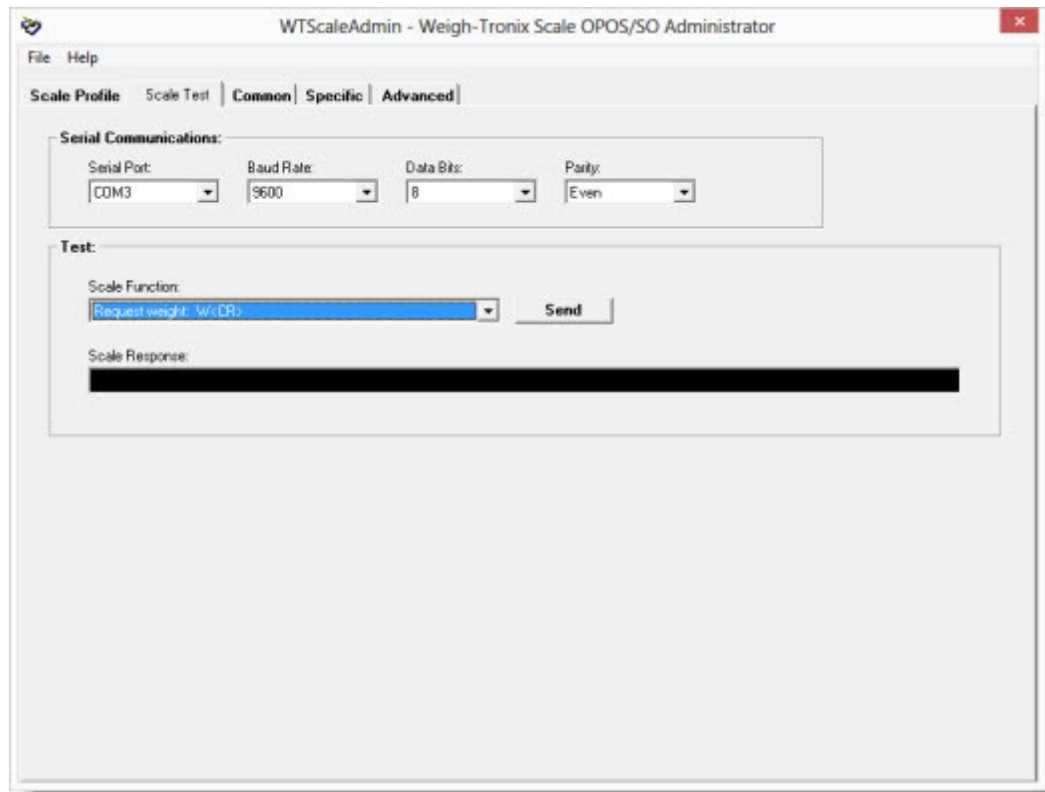 WTScaleAdmin - Weigh-Tronix Scale OPOS/SO Administrator
File Help
Scale Profile Scale Test Common Specific Advanced
Serial Communications:
Serial Port: Baud Rate: Data Bits: Parity:
COM3 9600 8 Even
Test:
Scale Function:
Request weight: W<CR>
Send
Scale Response: